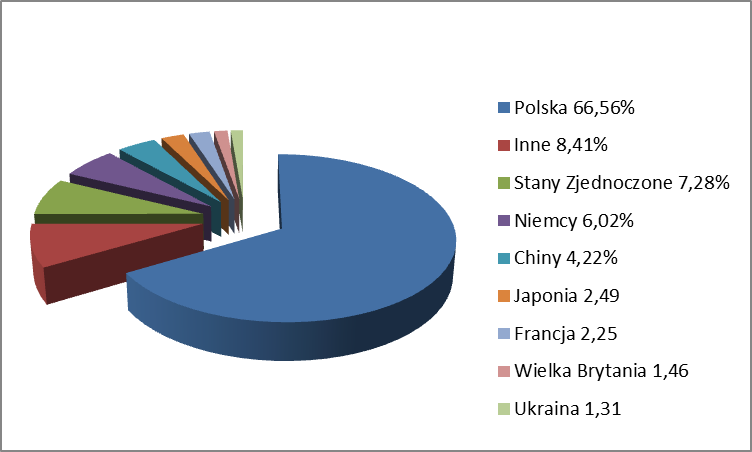 Polska 66,56%
Inne 8,41%
Stany Zjednoczone 7,28%
Niemcy 6,02%
Chiny 4,22%
Japonia 2,49
Francja 2,25
Wielka Brytania 1,46
Ukraina 1,31